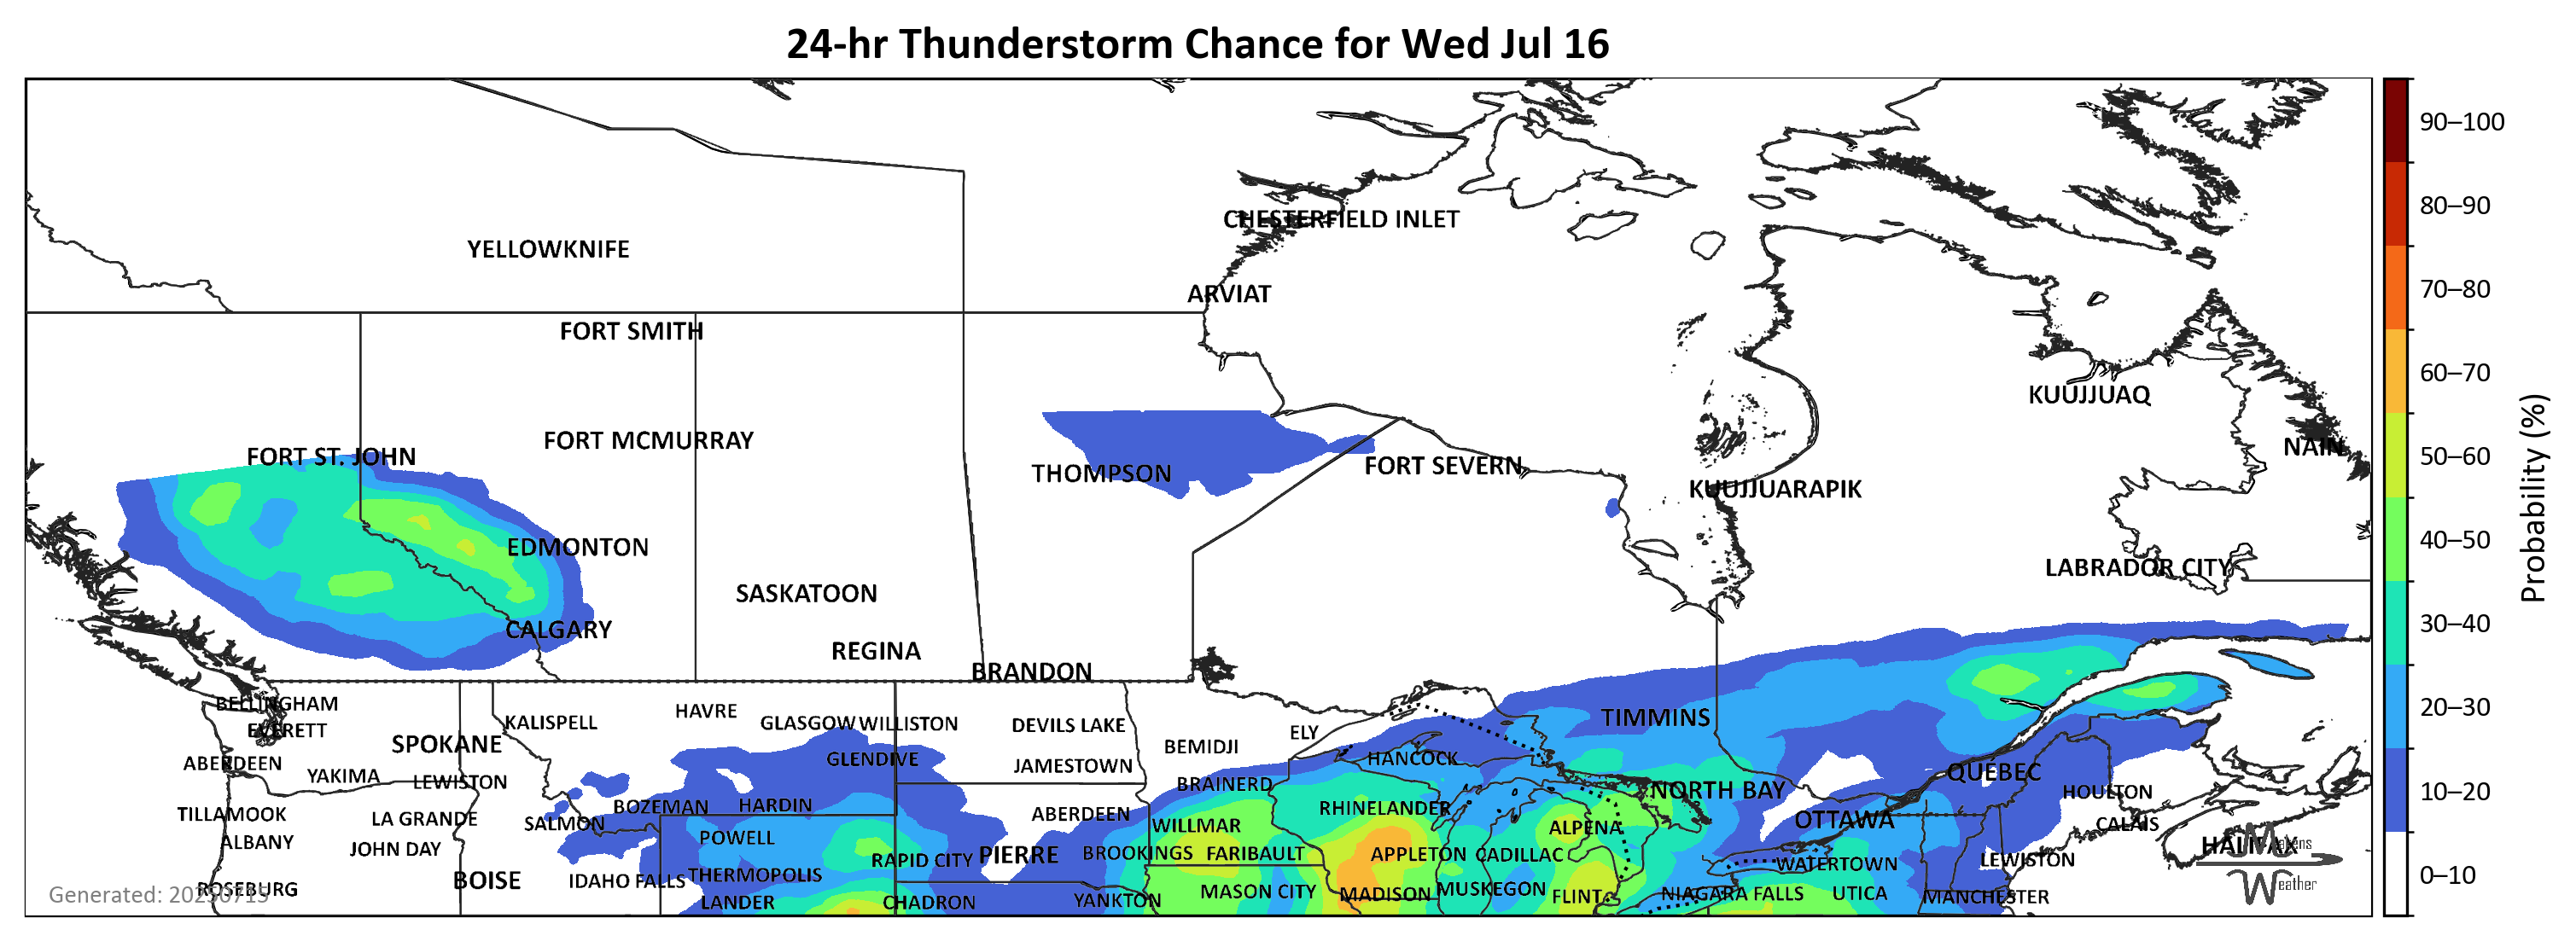 24-hr Thunderstorm Chance for Wed Jul 16
90–100
80–90
70–80
60–70
50–60
40–50
30–40
20–30
10–20
0–10
Probability (%)
CHESTERFIELD INLET
YELLOWKNIFE
ARVIAT
FORT SMITH
KUUJJUAQ
FORT MCMURRAY
NAIN
FORT ST. JOHN
FORT SEVERN
THOMPSON
KUUJJUARAPIK
EDMONTON
LABRADOR CITY
SASKATOON
CALGARY
REGINA
BRANDON
BELLINGHAM
HAVRE
TIMMINS
KALISPELL
GLASGOW
WILLISTON
DEVILS LAKE
EVERETT
ELY
SPOKANE
BEMIDJI
GLENDIVE
HANCOCK
ABERDEEN
JAMESTOWN
QUEBEC
YAKIMA
LEWISTON
BRAINERD
NORTH BAY
HOULTON
BOZEMAN
HARDIN
RHINELANDER
TILLAMOOK
LA GRANDE
ABERDEEN
OTTAWA
SALMON
WILLMAR
ALPENA
CALAIS
POWELL
ALBANY
HALIFAX
Makens
Weather
JOHN DAY
RAPID CITY
PIERRE
BROOKINGS
FARIBAULT
APPLETON
CADILLAC
WATERTOWN
LEWISTON
BOISE
IDAHO FALLS
THERMOPOLIS
ROSEBURG
MASON CITY
MADISON
MUSKEGON
FLINT
NIAGARA FALLS
UTICA
MANCHESTER
LANDER
CHADRON
YANKTON
Generated: 20250715